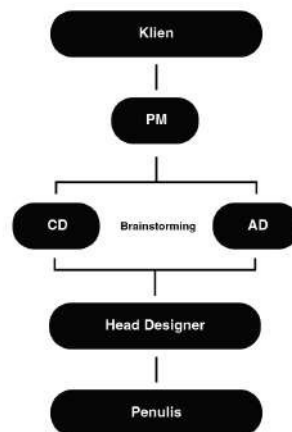 Klien
PM
CD
Brainstorming
AD
Head Designer
Penulis